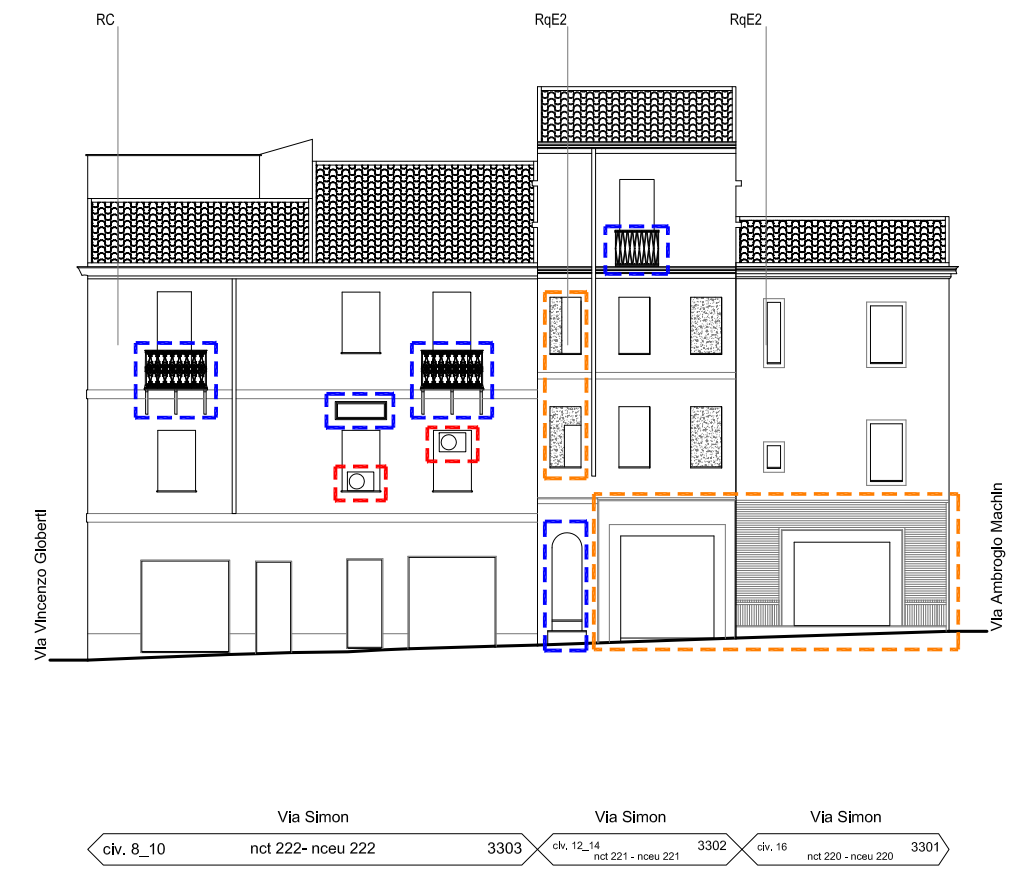 RC
RqE2
RqE2
VIa VIncenzo GIobertI
VIa AmbrogIo MachIn
Via Simon
Via Simon
Via Simon
civ. 8_10
nct 222- nceu 222
3303
cIv. 12_14
nct 221 - nceu 221
3302
civ. 16
nct 220 - nceu 220
3301